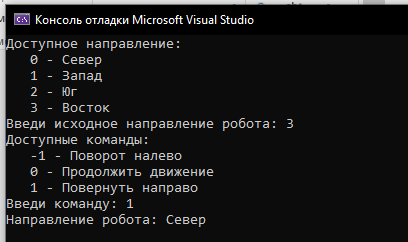 Консоль отладки Microsoft Visual Studio
Доступное направление:
0 - Север
1 - Запад
2 - Юг
3 - Восток
Введи исходное направление робота: 3
Доступные команды:
-1 - Поворот налево
0 - Продолжить движение
1 - Повернуть направо
Введи команду: 1
Направление робота: Север